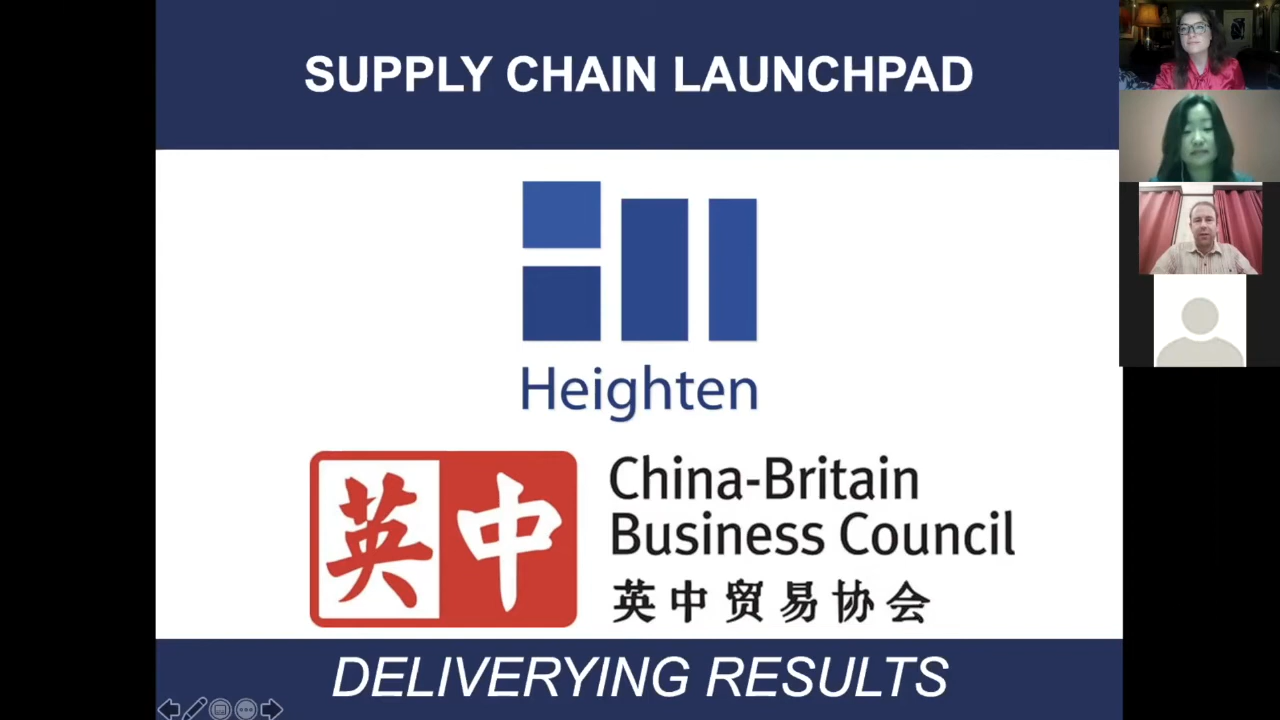 SUPPLY CHAIN LAUNCHPAD
Heighten
英中
China-Britain
Business Council
英中贸易协会
DELIVERYING RESULTS